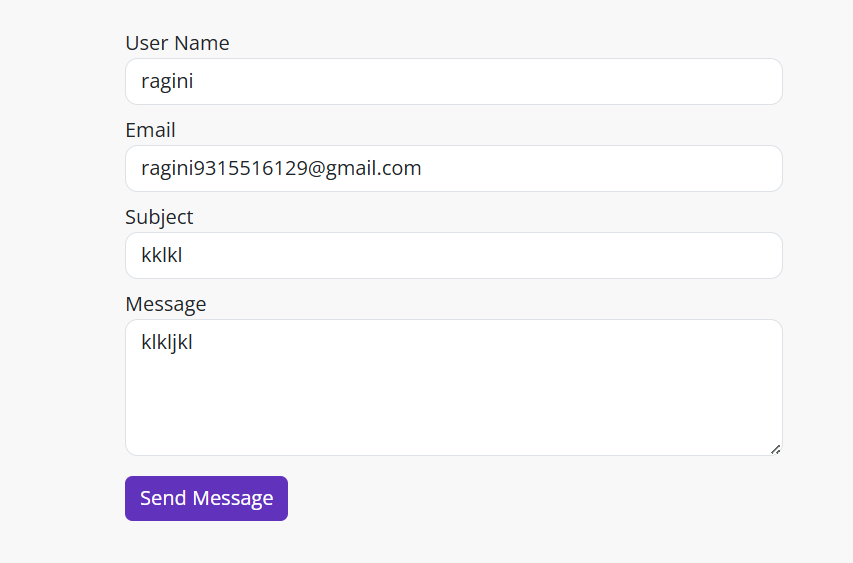 User Name
ragini
Email
ragini9315516129@gmail.com
Subject
kklkl
Message
klkljkl
Send Message